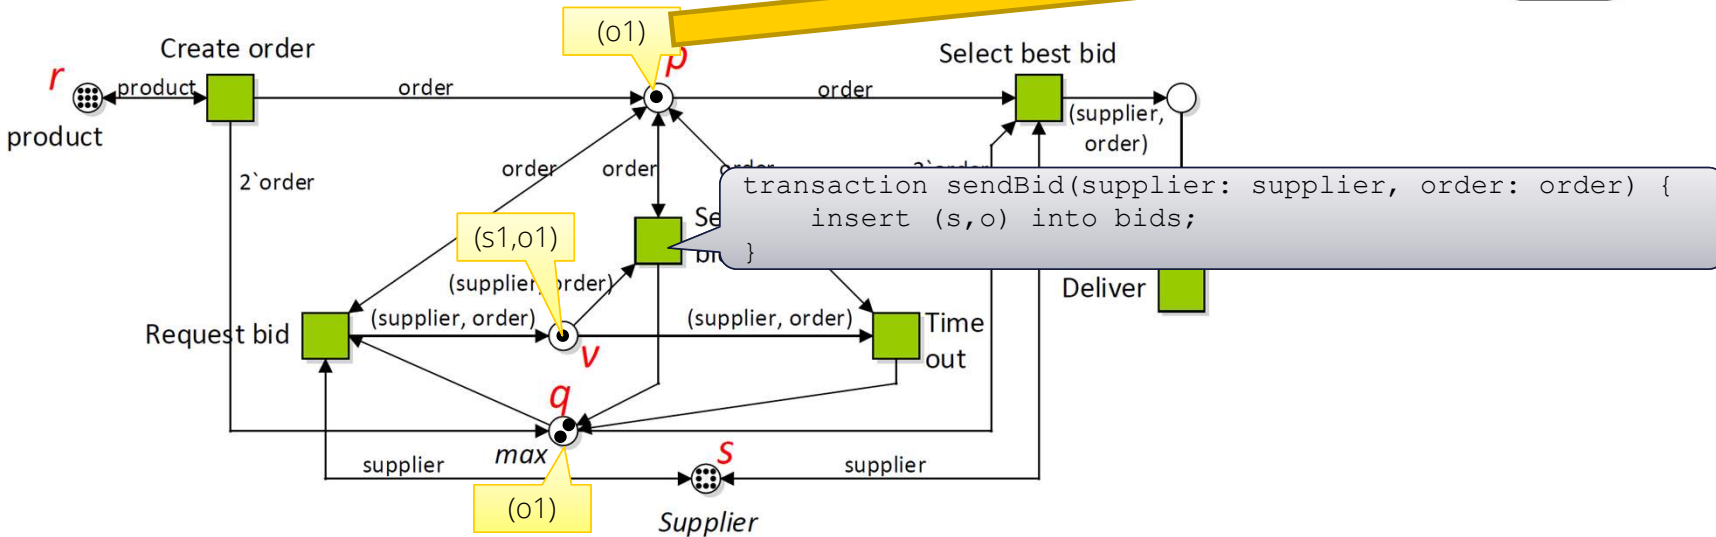 (o1)
Create order
p
Select best bid
r
product
order
order
(supplier,
order)
product
2`order
order
order
transaction sendBid(supplier: supplier, order: order) {
insert (s,o) into bids;
}
(s1,o1)
(supplier, order)
Deliver
Request bid
(supplier, order)
(supplier, order)
Time
out
v
q
max
s
supplier
supplier
(o1)
Supplier